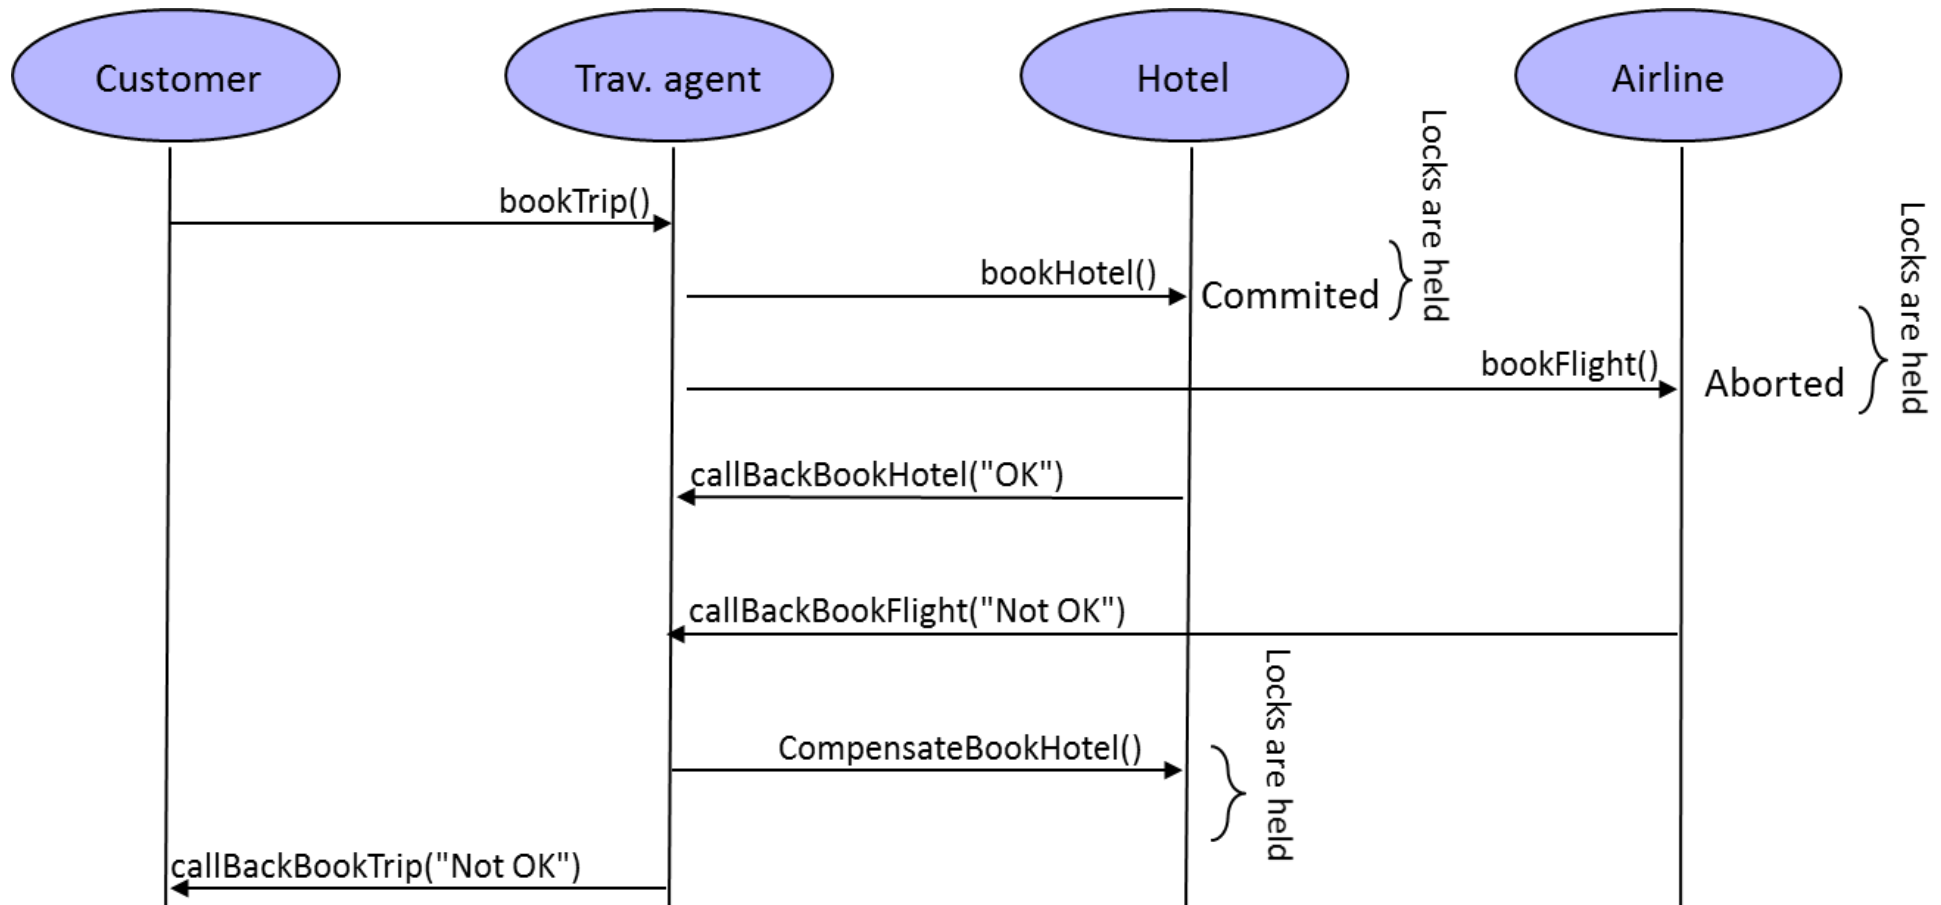 Customer
Trav. agent
Hotel
Airline
Locks are held
Locks are held
bookTrip()
bookHotel()
Commited
bookFlight()
Aborted
callBackBookHotel("OK")
callBackBookFlight("Not OK")
Locks are held
CompensateBookHotel()
callBackBookTrip("Not OK")